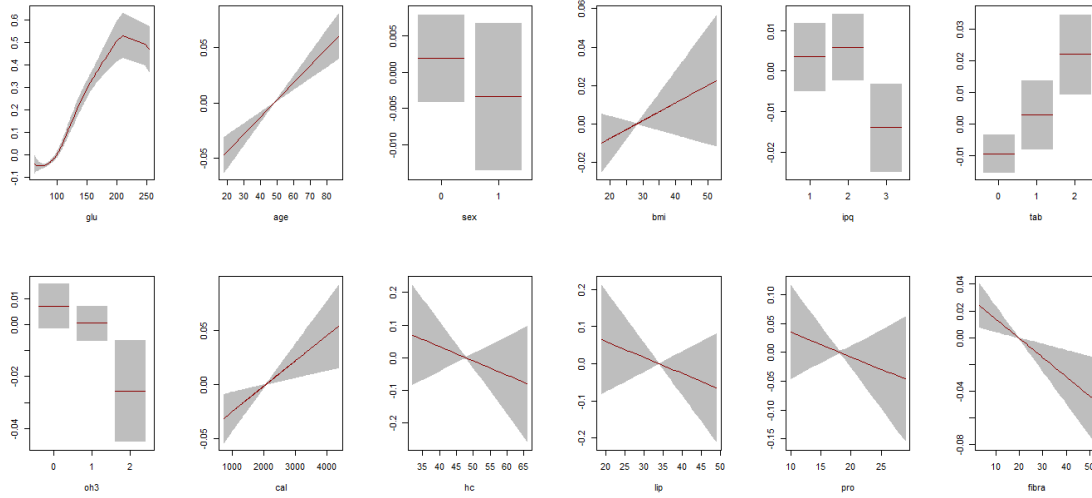 0.6
0.5
0.4
0.3
0.2
0.1
0.0
-0.1
100 150 200 250
glu
0.05
0.00
-0.05
20 30 40 50 60 70 80
age
0.005
0.000
0.005
-0.010
0 1
sex
0.04
0.02
0.00
-0.02
20 30 40 50
bmi
0.01
0.00
-0.01
-0.02
1 2 3
ipq
0.03
0.02
0.01
0.00
-0.01
0 1 2
tab
0.01
0.00
-0.02
-0.04
0 1 2
oh3
0.05
0.00
-0.05
1000 2000 3000 4000
cal
0.2
0.1
0.0
-0.1
-0.2
35 40 45 50 55 60 65
hc
0.2
0.1
0.0
-0.1
-0.2
20 25 30 35 40 45 50
lip
0.10
0.05
0.00
-0.05
-0.10
-0.15
10 15 20 25
pro
0.04
0.02
0.00
-0.04
-0.08
10 20 30 40 50
fibra